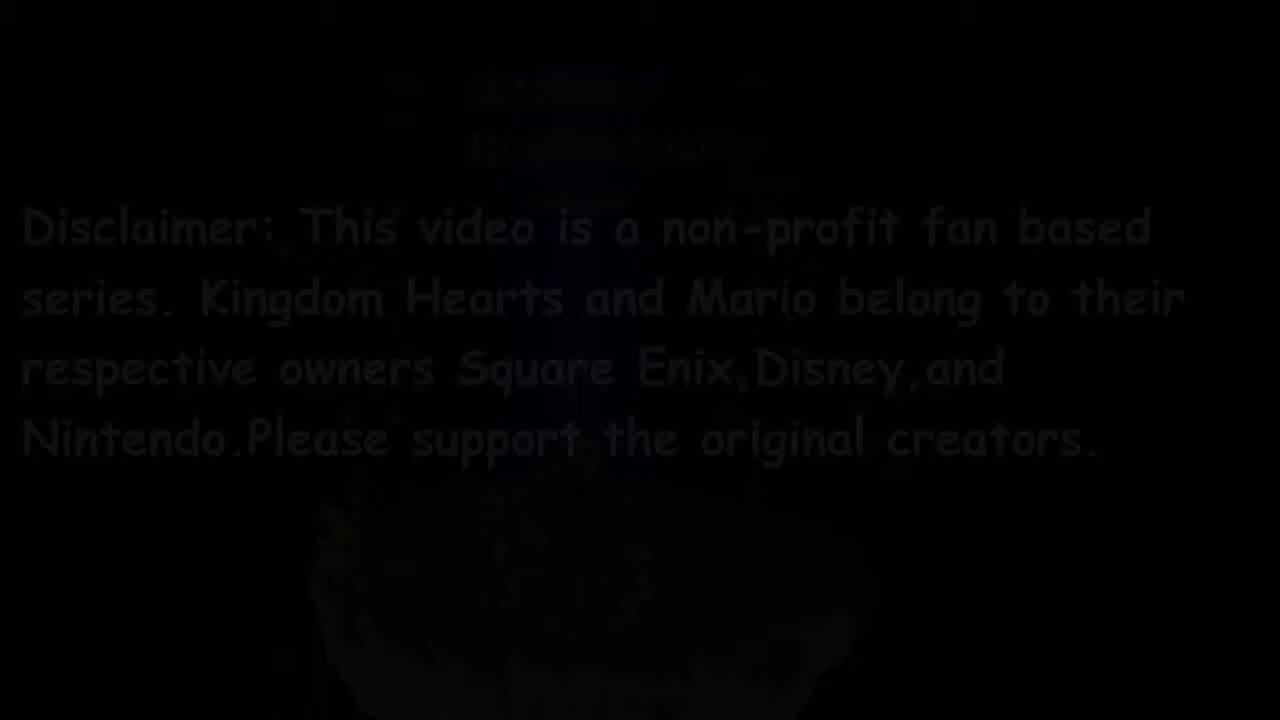 Disclaimer: This video is a non-profit fan based
series. Kingdom Hearts and Mario belong to their
respective owners Square Enix,Disney,and
Nintendo.Please support the original creators.